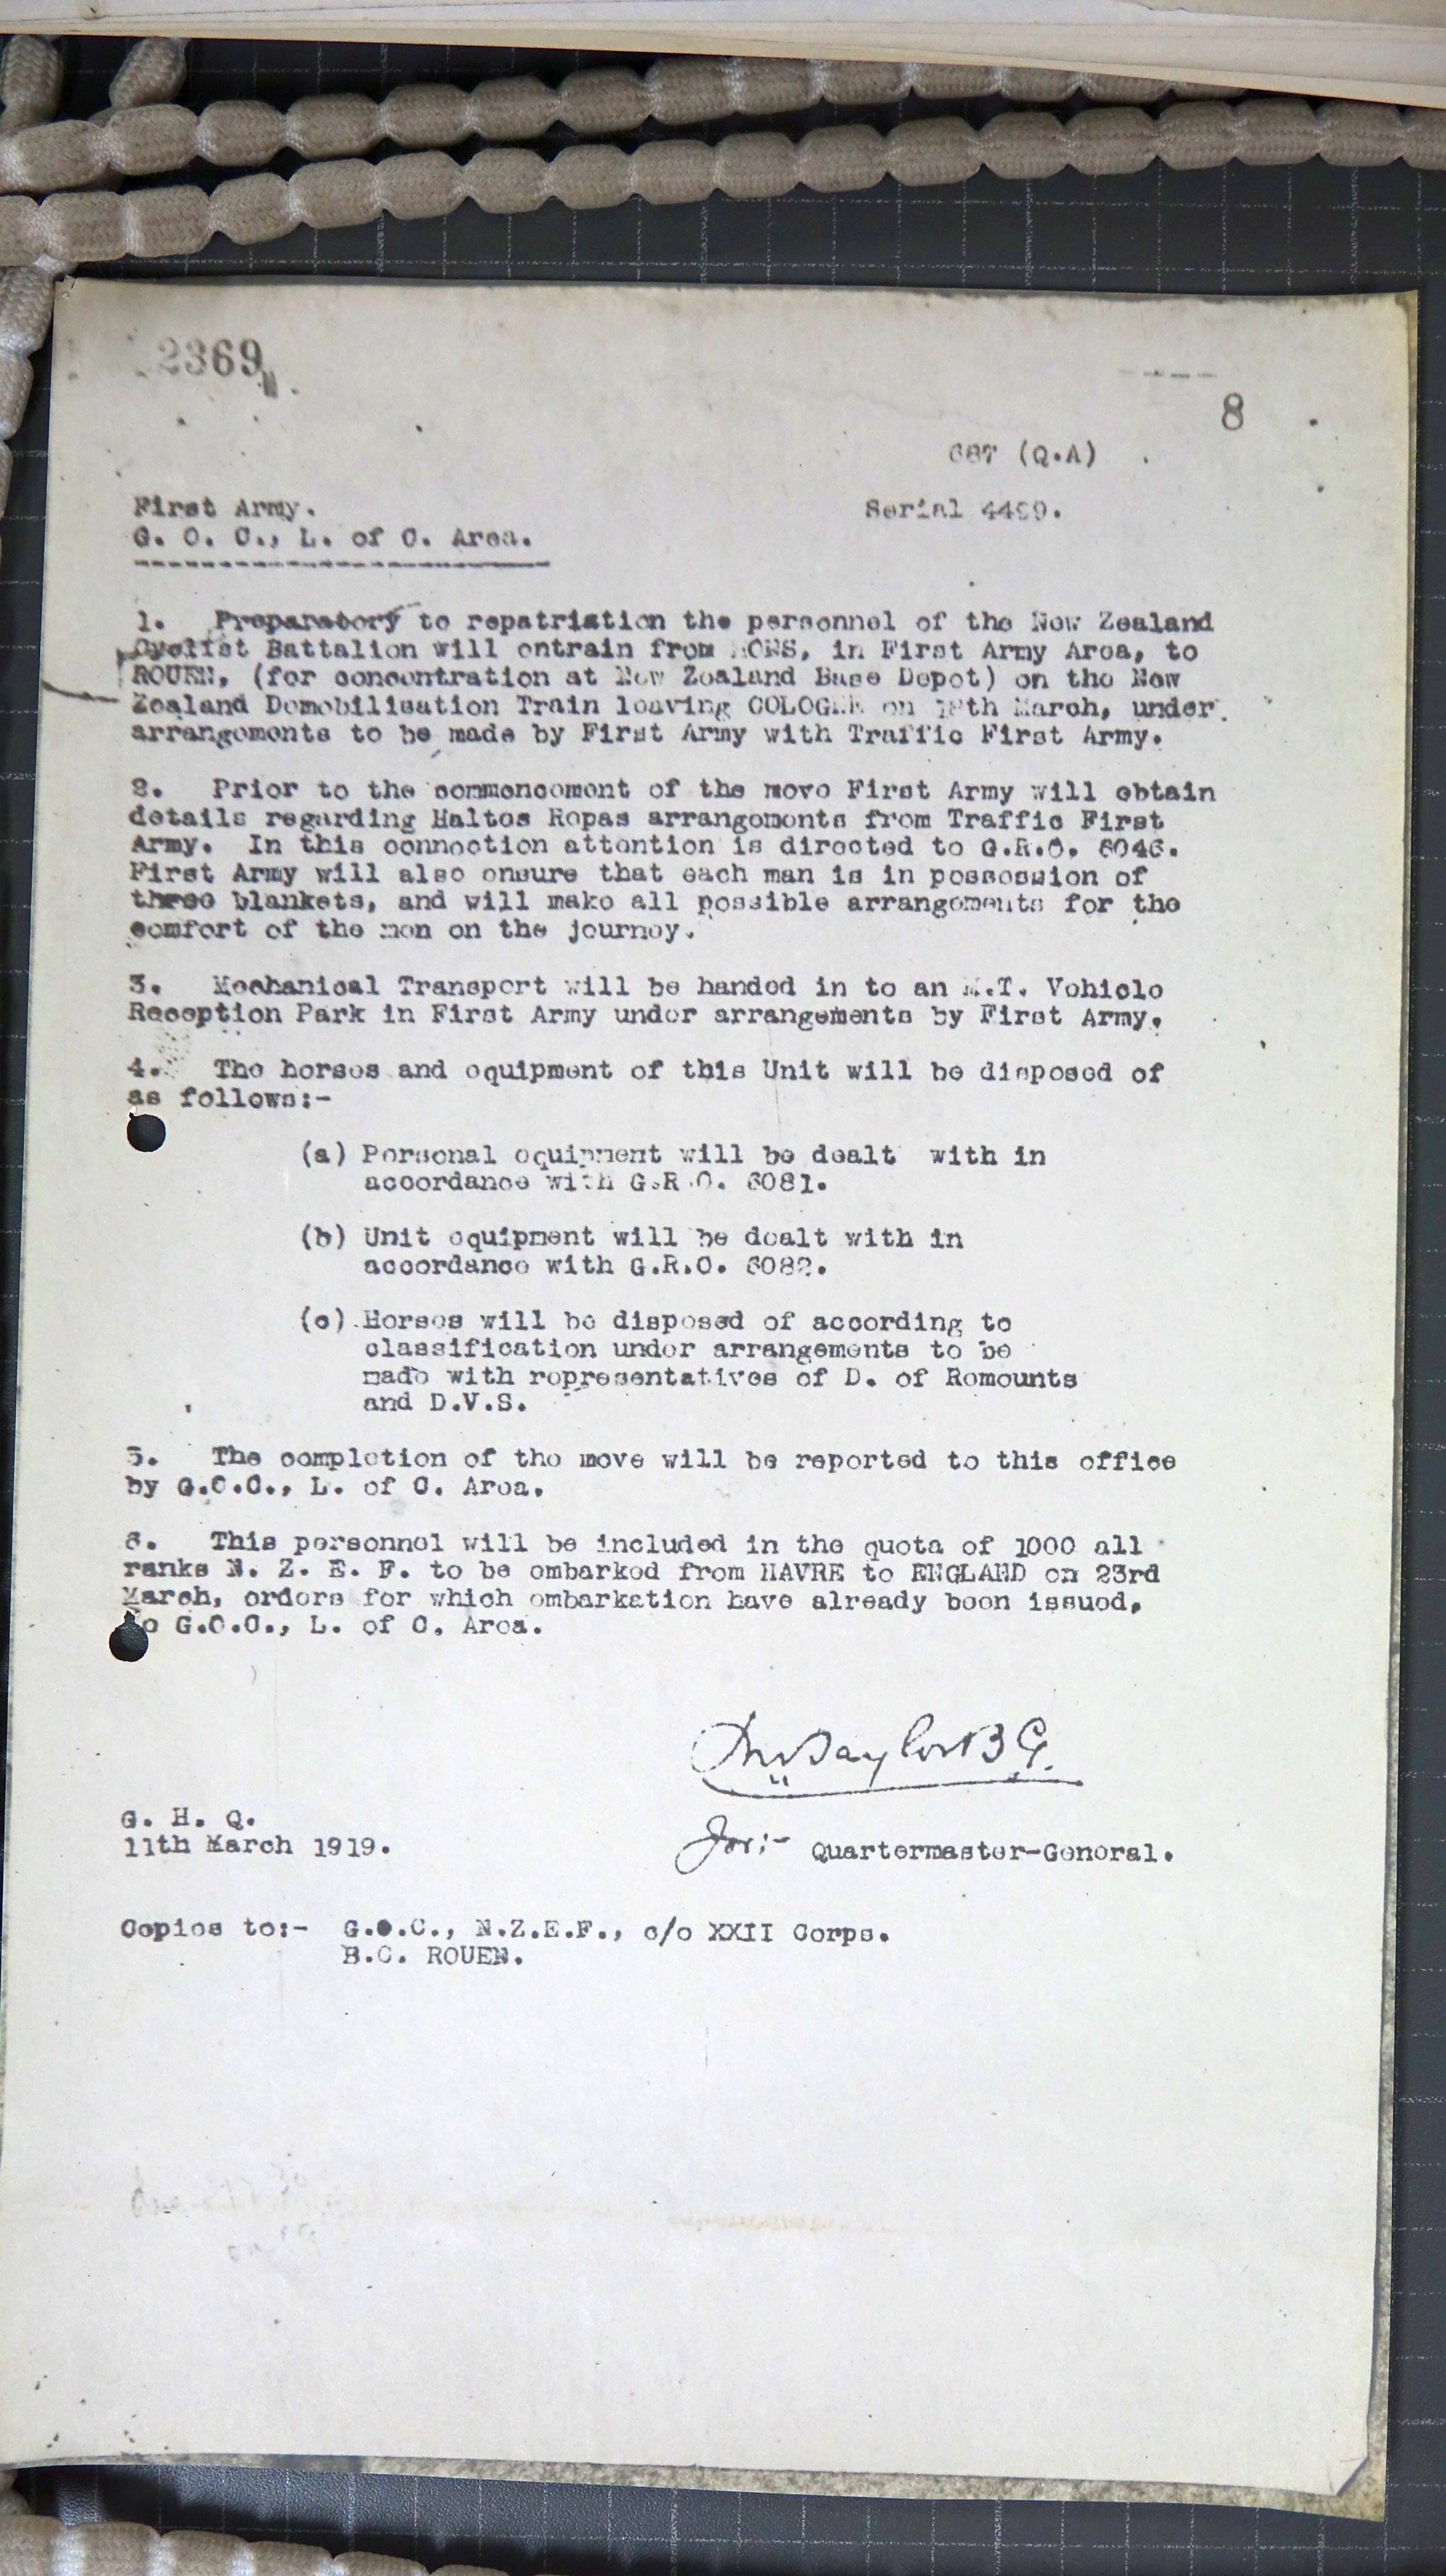 2369
8
687 (Q.A)
First Army.
Serial 4499.
G. O. C., L. of C. Area.
1. Preparatory to repatriation the personnel of the New Zealand
Cyclist Battalion will entrain from MONS, in First Army Area, to
ROUEN, (for concentration at New Zealand Base Depot) on the New
Zealand Demobilisation Train leaving COLOGNE on 18th March, under
arrangements to be made by First Army with Traffic First Army.
2. Prior to the commencement of the move First Army will obtain
details regarding Haltes Repas arrangements from Traffic First
Army. In this connection attention is directed to G.R.O. 6046.
First Army will also ensure that each man is in possession of
three blankets, and will make all possible arrangements for the
comfort of the men on the journey.
3. Mechanical Transport will be handed in to an M.T. Vehicle
Reception Park in First Army under arrangements by First Army.
4. The horses and equipment of this Unit will be disposed of
as follows:-
(a) Personal equipment will be dealt with in
accordance with G.R.O. 6081.
(b) Unit equipment will be dealt with in
accordance with G.R.O. 6082.
(c) Horses will be disposed of according to
classification under arrangements to be
made with representatives of D. of Remounts
and D.V.S.
5. The completion of the move will be reported to this office
by G.O.C., L. of C. Area.
6. This personnel will be included in the quota of 1000 all
ranks N. Z. E. F. to be embarked from HAVRE to ENGLAND on 23rd
March, orders for which embarkation have already been issued,
to G.O.C., L. of C. Area.
Taylor B G.
G. H. Q.
11th March 1919.
for:- Quartermaster-General.
Copies to:- G.O.C., N.Z.E.F., c/o XXII Corps.
B.C. ROUEN.